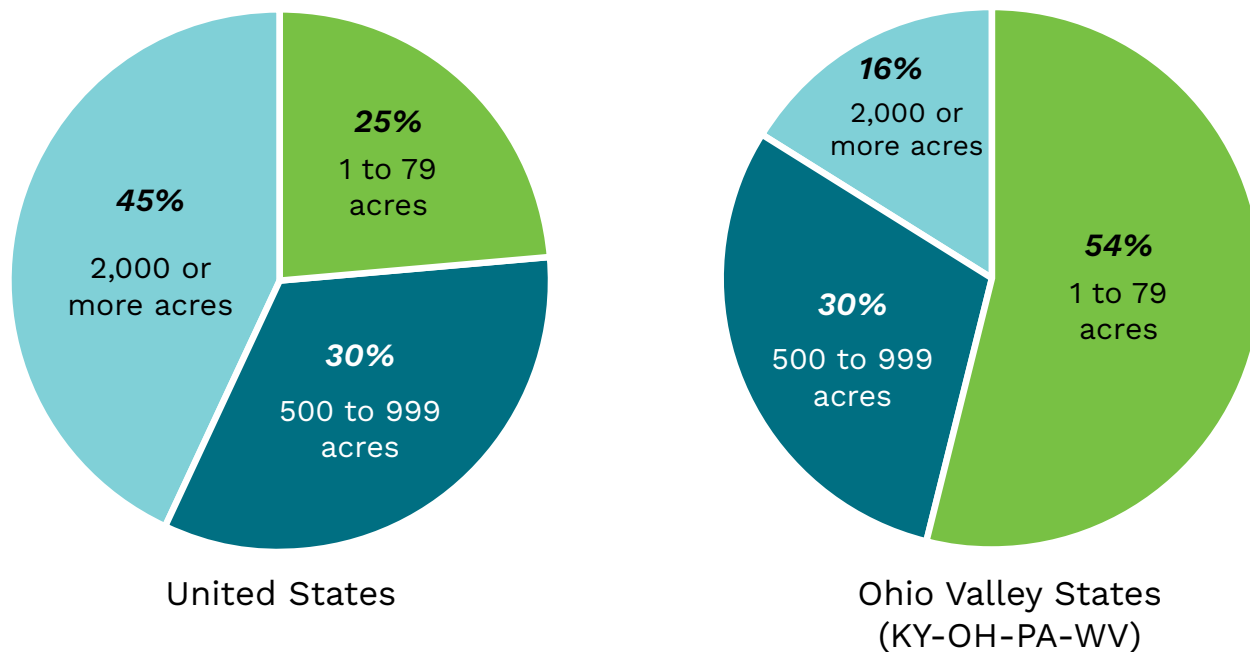 25%
1 to 79
acres
45%
2,000 or
more acres
30%
500 to 999
acres
United States
16%
2,000 or
more acres
54%
1 to 79
acres
30%
500 to 999
acres
Ohio Valley States
(KY-OH-PA-WV)